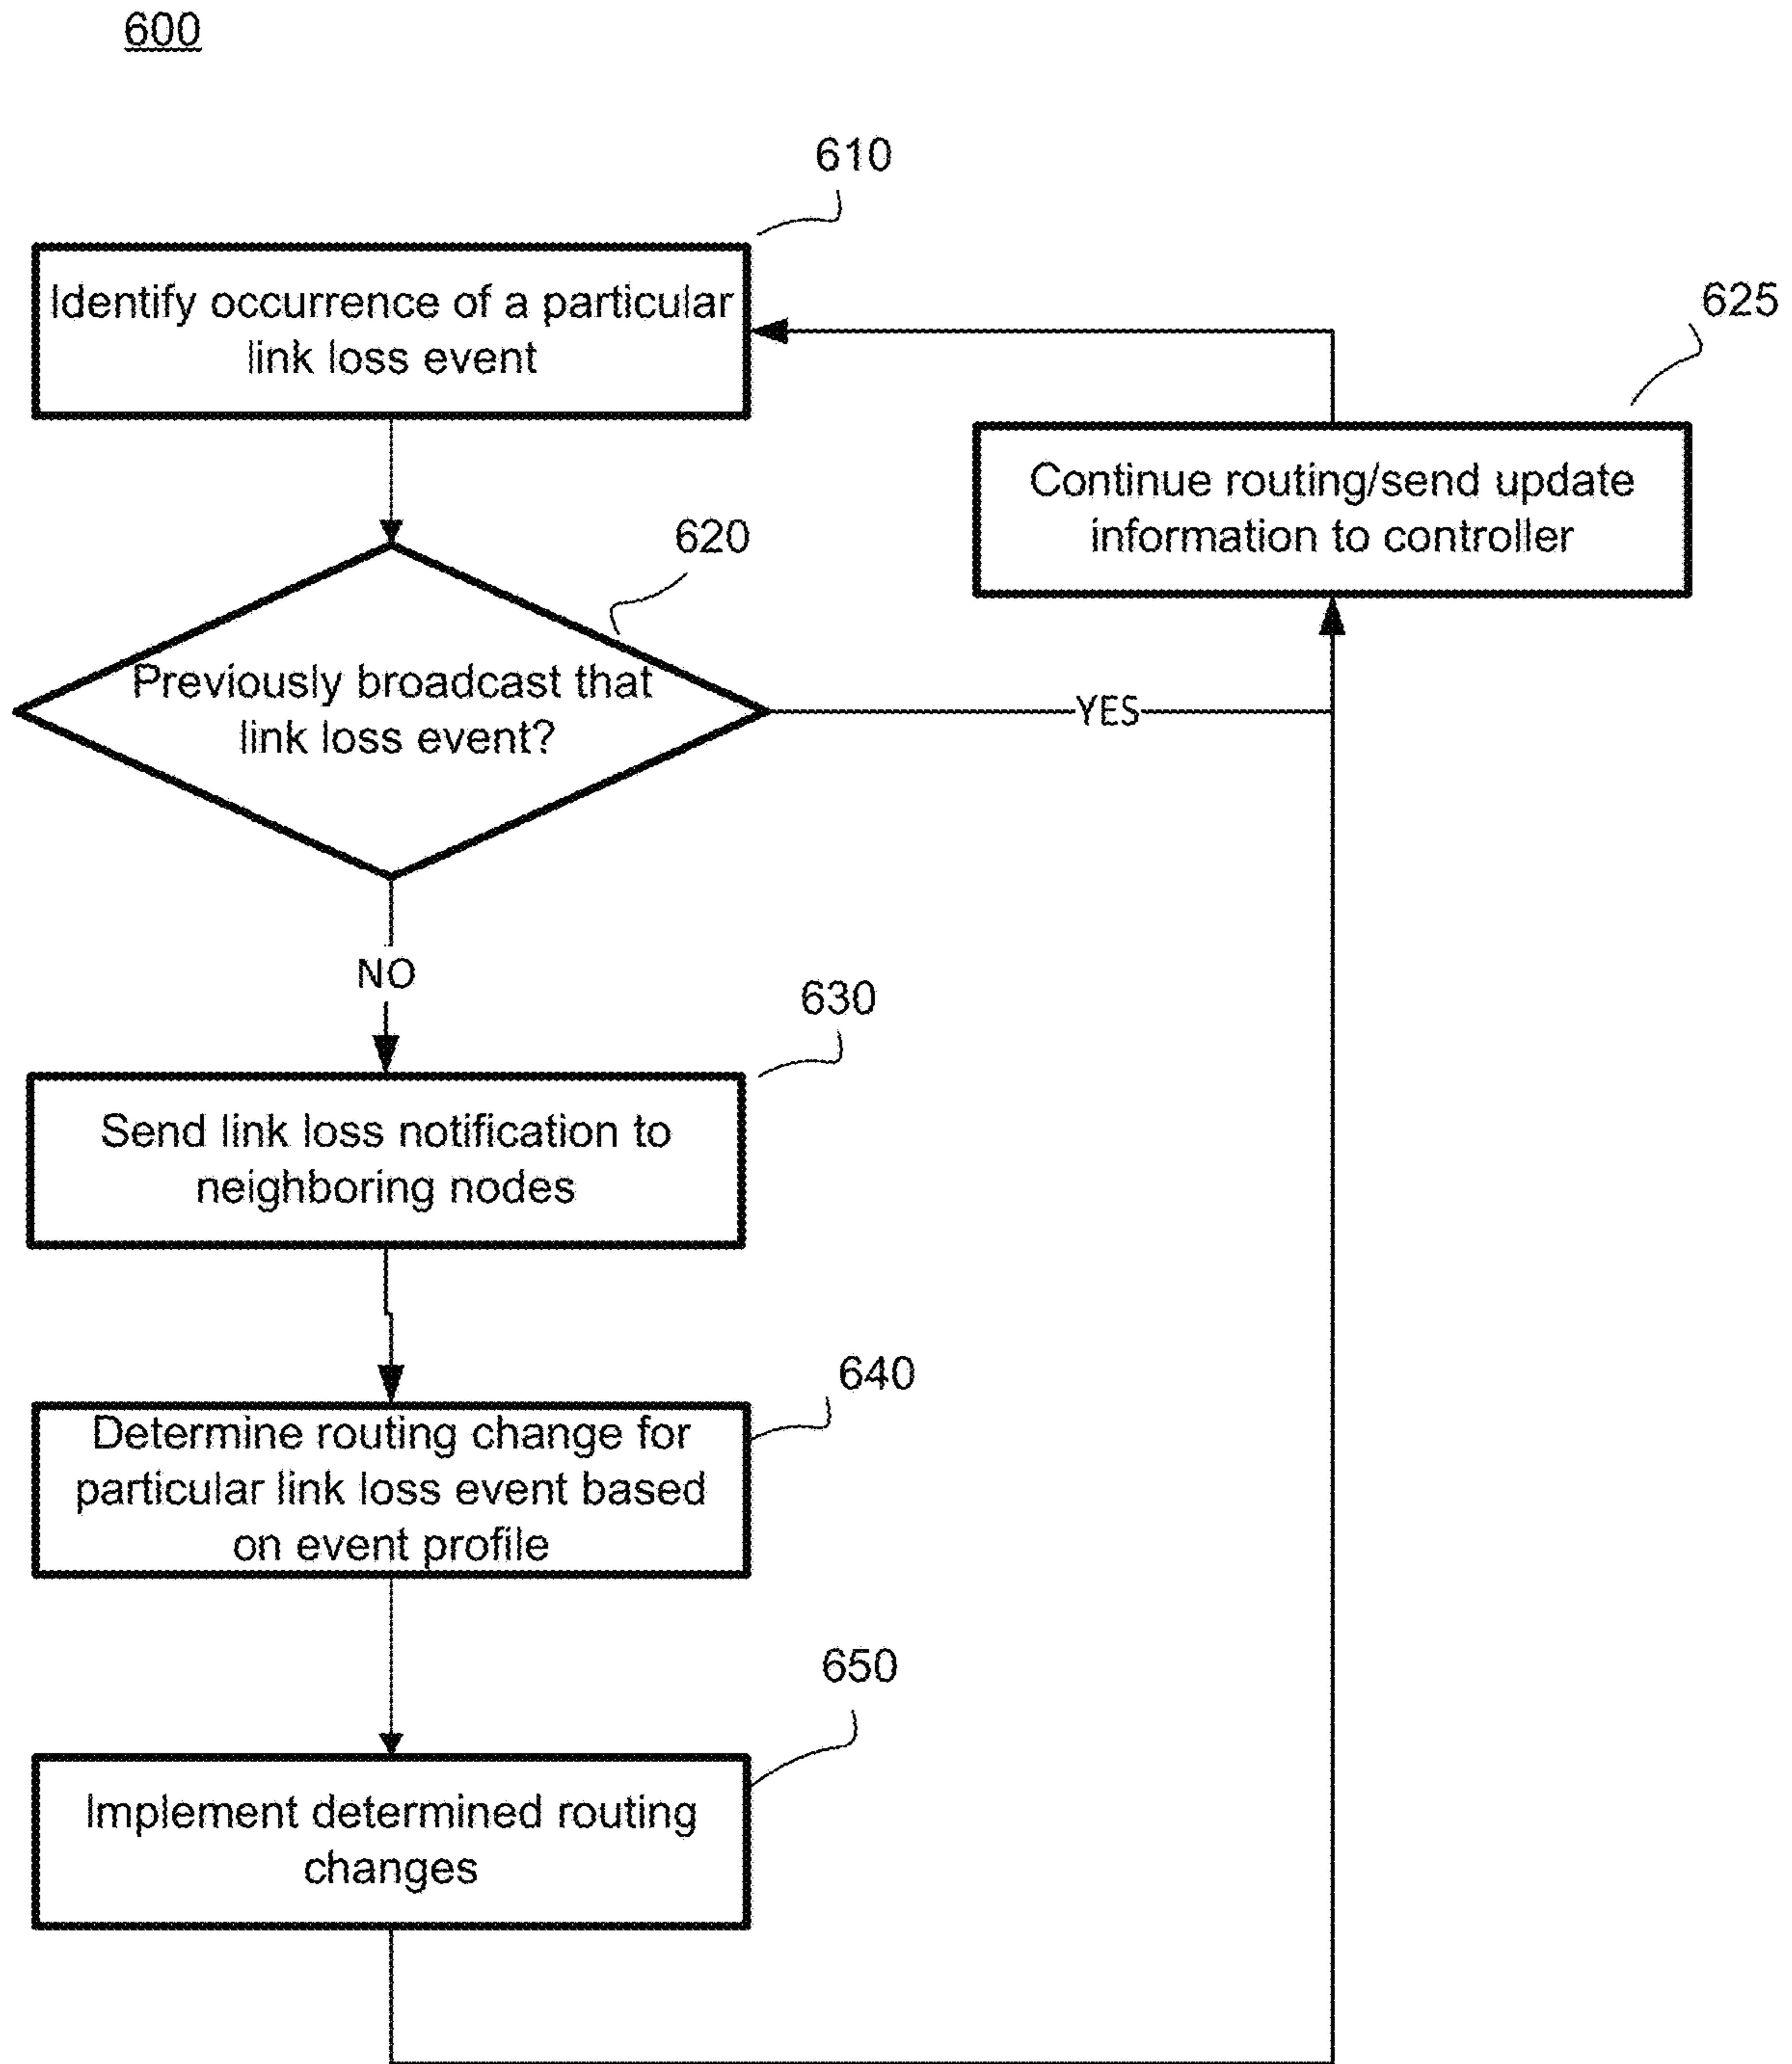 600
610
Identify occurrence of a particular
link loss event
625
Continue routing/send update
information to controller
620
Previously broadcast that
link loss event?
YES
NO
630
Send link loss notification to
neighboring nodes
640
Determine routing change for
particular link loss event based
on event profile
650
Implement determined routing
changes